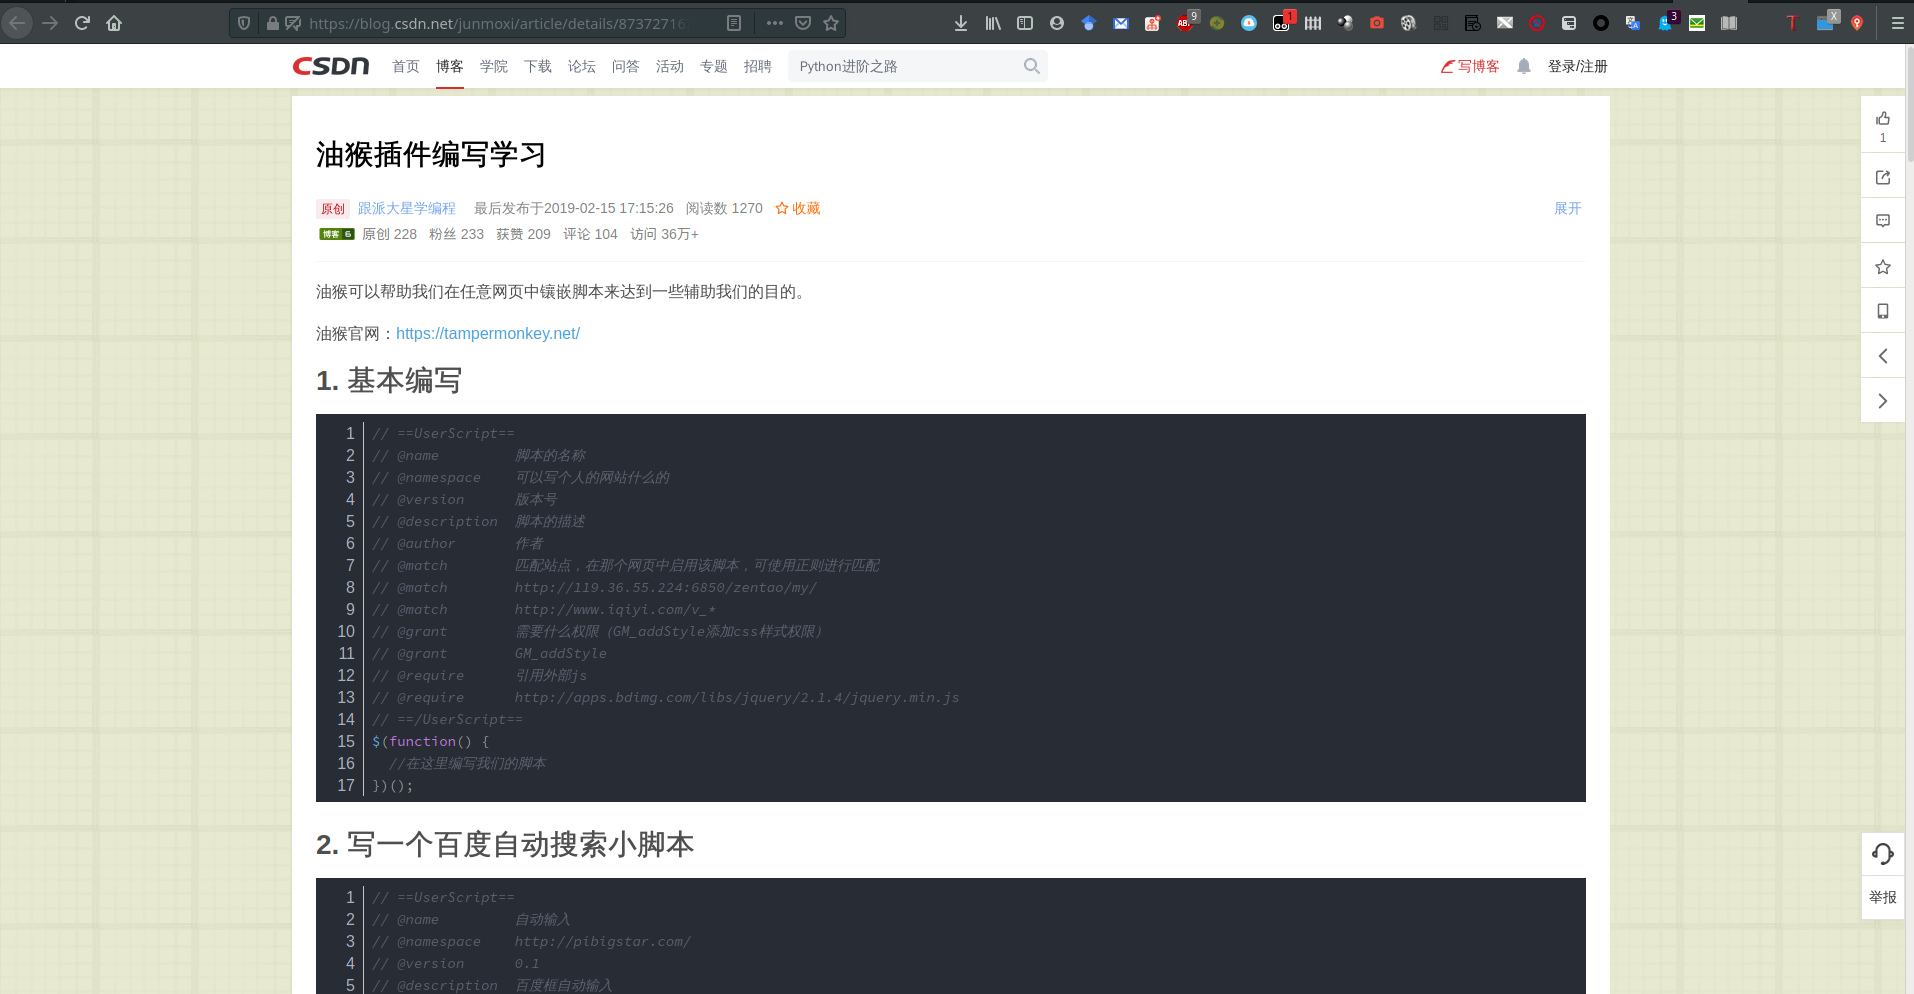 https://blog.csdn.net/junmoxi/article/details/87372716
9
1
3
X
CSDN 首页 博客 学院 下载 论坛 问答 活动 专题 招聘 Python进阶之路 写博客 登录/注册
油猴插件编写学习
原创 跟派大星学编程 最后发布于2019-02-15 17:15:26 阅读数 1270 收藏 展开
博客 6 原创 228 粉丝 233 获赞 209 评论 104 访问 36万+
油猴可以帮助我们在任意网页中镶嵌脚本来达到一些辅助我们的目的。
油猴官网：https://tampermonkey.net/
1. 基本编写
1 // ==UserScript==
2 // @name 脚本的名称
3 // @namespace 可以写个人的网站什么的
4 // @version 版本号
5 // @description 脚本的描述
6 // @author 作者
7 // @match 匹配站点，在那个网页中启用该脚本，可使用正则进行匹配
8 // @match http://119.36.55.224:6850/zentao/my/
9 // @match http://www.iqiyi.com/v_*
10 // @grant 需要什么权限（GM_addStyle添加css样式权限）
11 // @grant GM_addStyle
12 // @require 引用外部js
13 // @require http://apps.bdimg.com/libs/jquery/2.1.4/jquery.min.js
14 // ==/UserScript==
15 $(function() {
16 //在这里编写我们的脚本
17 })();
2. 写一个百度自动搜索小脚本
1 // ==UserScript==
2 // @name 自动输入
3 // @namespace http://pibigstar.com/
4 // @version 0.1
5 // @description 百度框自动输入
1
举报